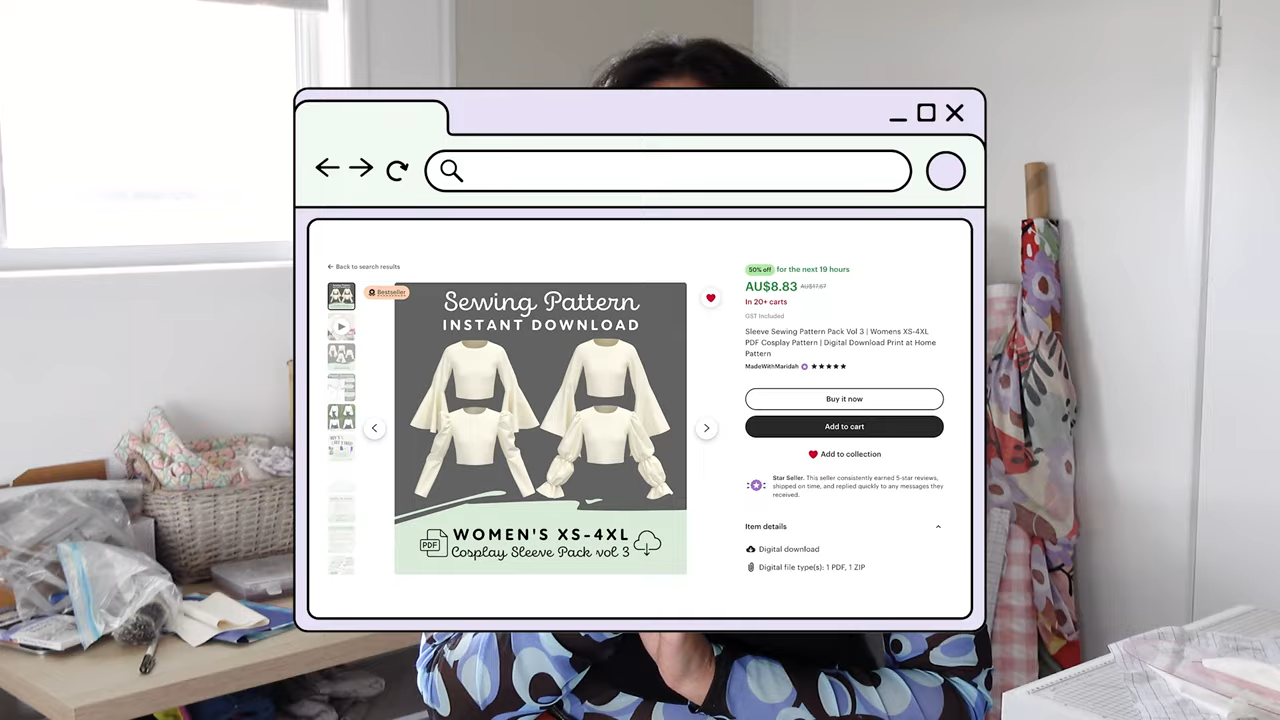 ← Back to search results
Bestseller
Sewing Pattern
INSTANT DOWNLOAD
PDF
WOMEN'S XS-4XL
Cosplay Sleeve Pack vol 3
50% off for the next 19 hours
AU$8.83 AU$17.67
In 20+ carts
GST Included
Sleeve Sewing Pattern Pack Vol 3 | Womens XS-4XL
PDF Cosplay Pattern | Digital Download Print at Home
Pattern
MadeWithMaridah ★★★★★
Buy it now
Add to cart
Add to collection
Star Seller. This seller consistently earned 5-star reviews,
shipped on time, and replied quickly to any messages they
received.
Item details
Digital download
Digital file type(s): 1 PDF, 1 ZIP